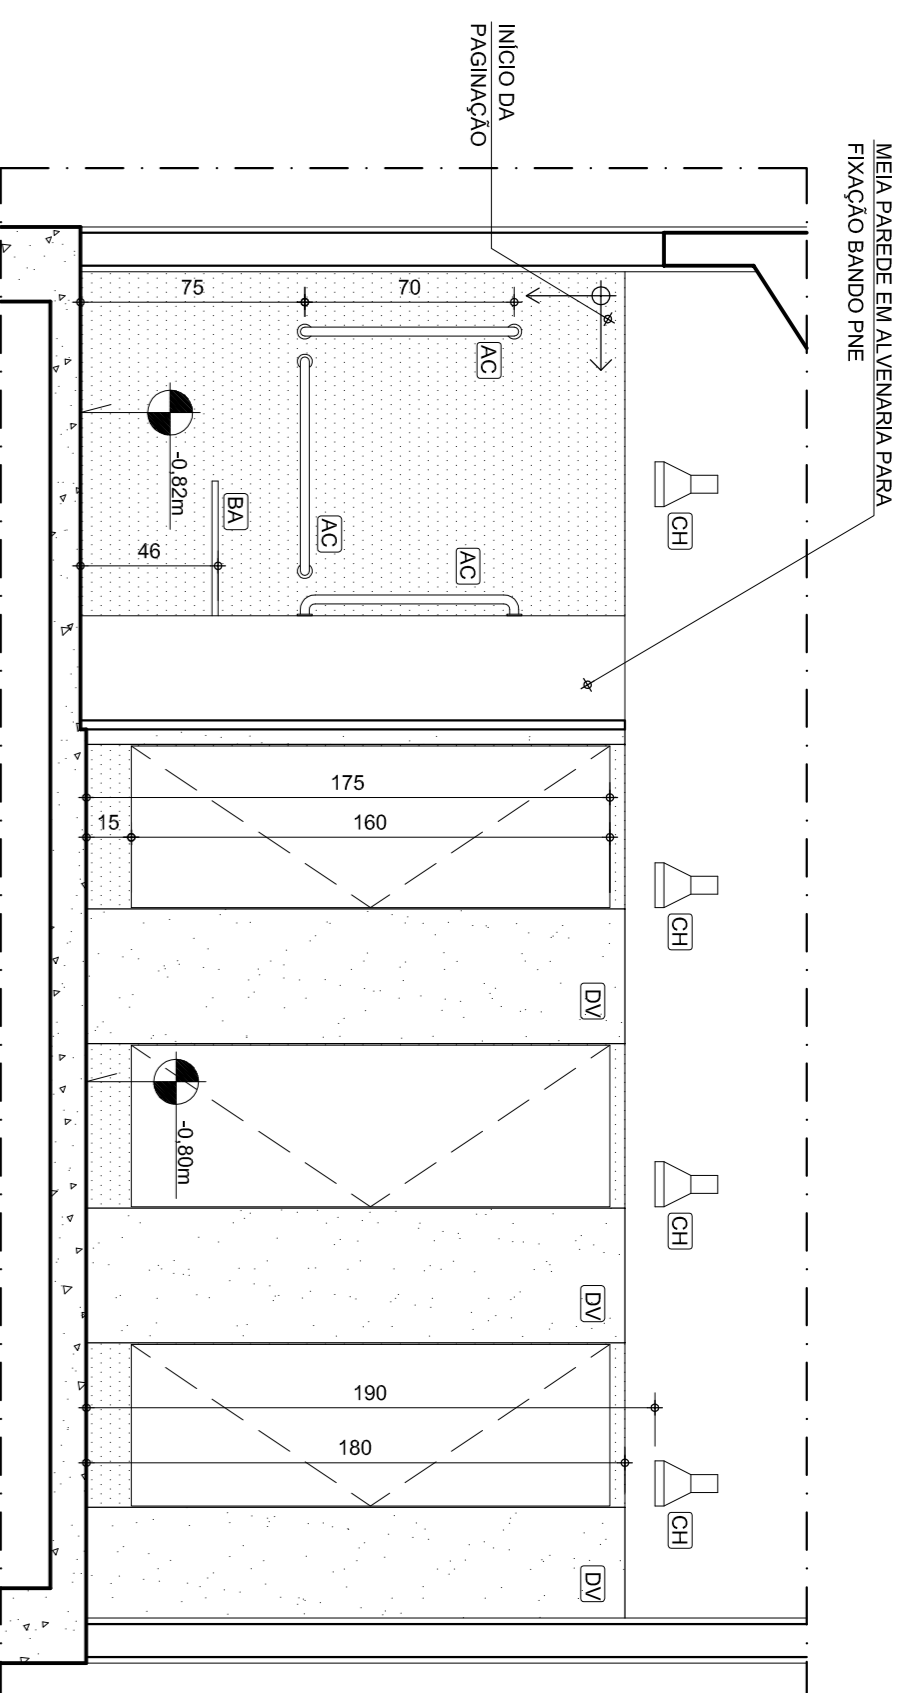 MEIA PAREDE EM ALVENARIA PARA
FIXAÇÃO BANDO PNE
INÍCIO DA
PAGINAÇÃO
75
70
AC
CH
-0,82m
BA
46
AC
AC
175
15
160
CH
DV
-0,80m
CH
DV
190
180
CH
DV